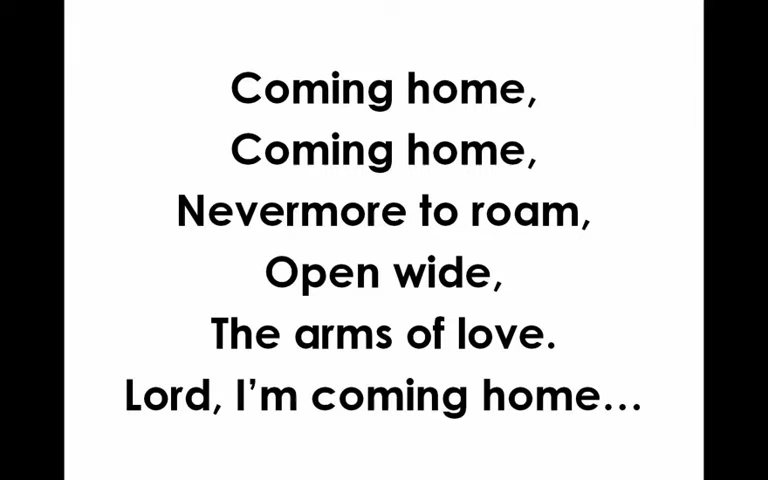 Coming home,
Coming home,
Nevermore to roam,
Open wide,
The arms of love.
Lord, I’m coming home...